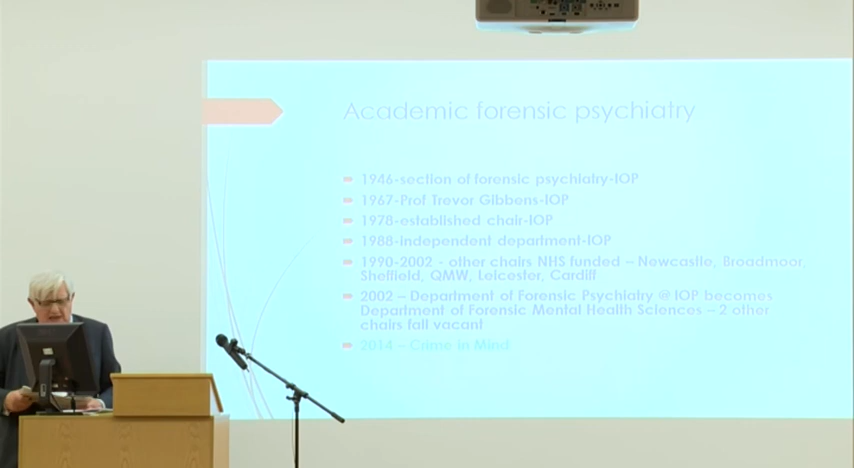 Academic forensic psychiatry
1946-section of forensic psychiatry-IOP
1967-Prof Trevor Gibbens-IOP
1978-established chair-IOP
1988-independent department-IOP
1990-2002 - other chairs NHS funded – Newcastle, Broadmoor,
Sheffield, QMW, Leicester, Cardiff
2002 – Department of Forensic Psychiatry @ IOP becomes
Department of Forensic Mental Health Sciences – 2 other
chairs fall vacant
2014 – Crime in Mind